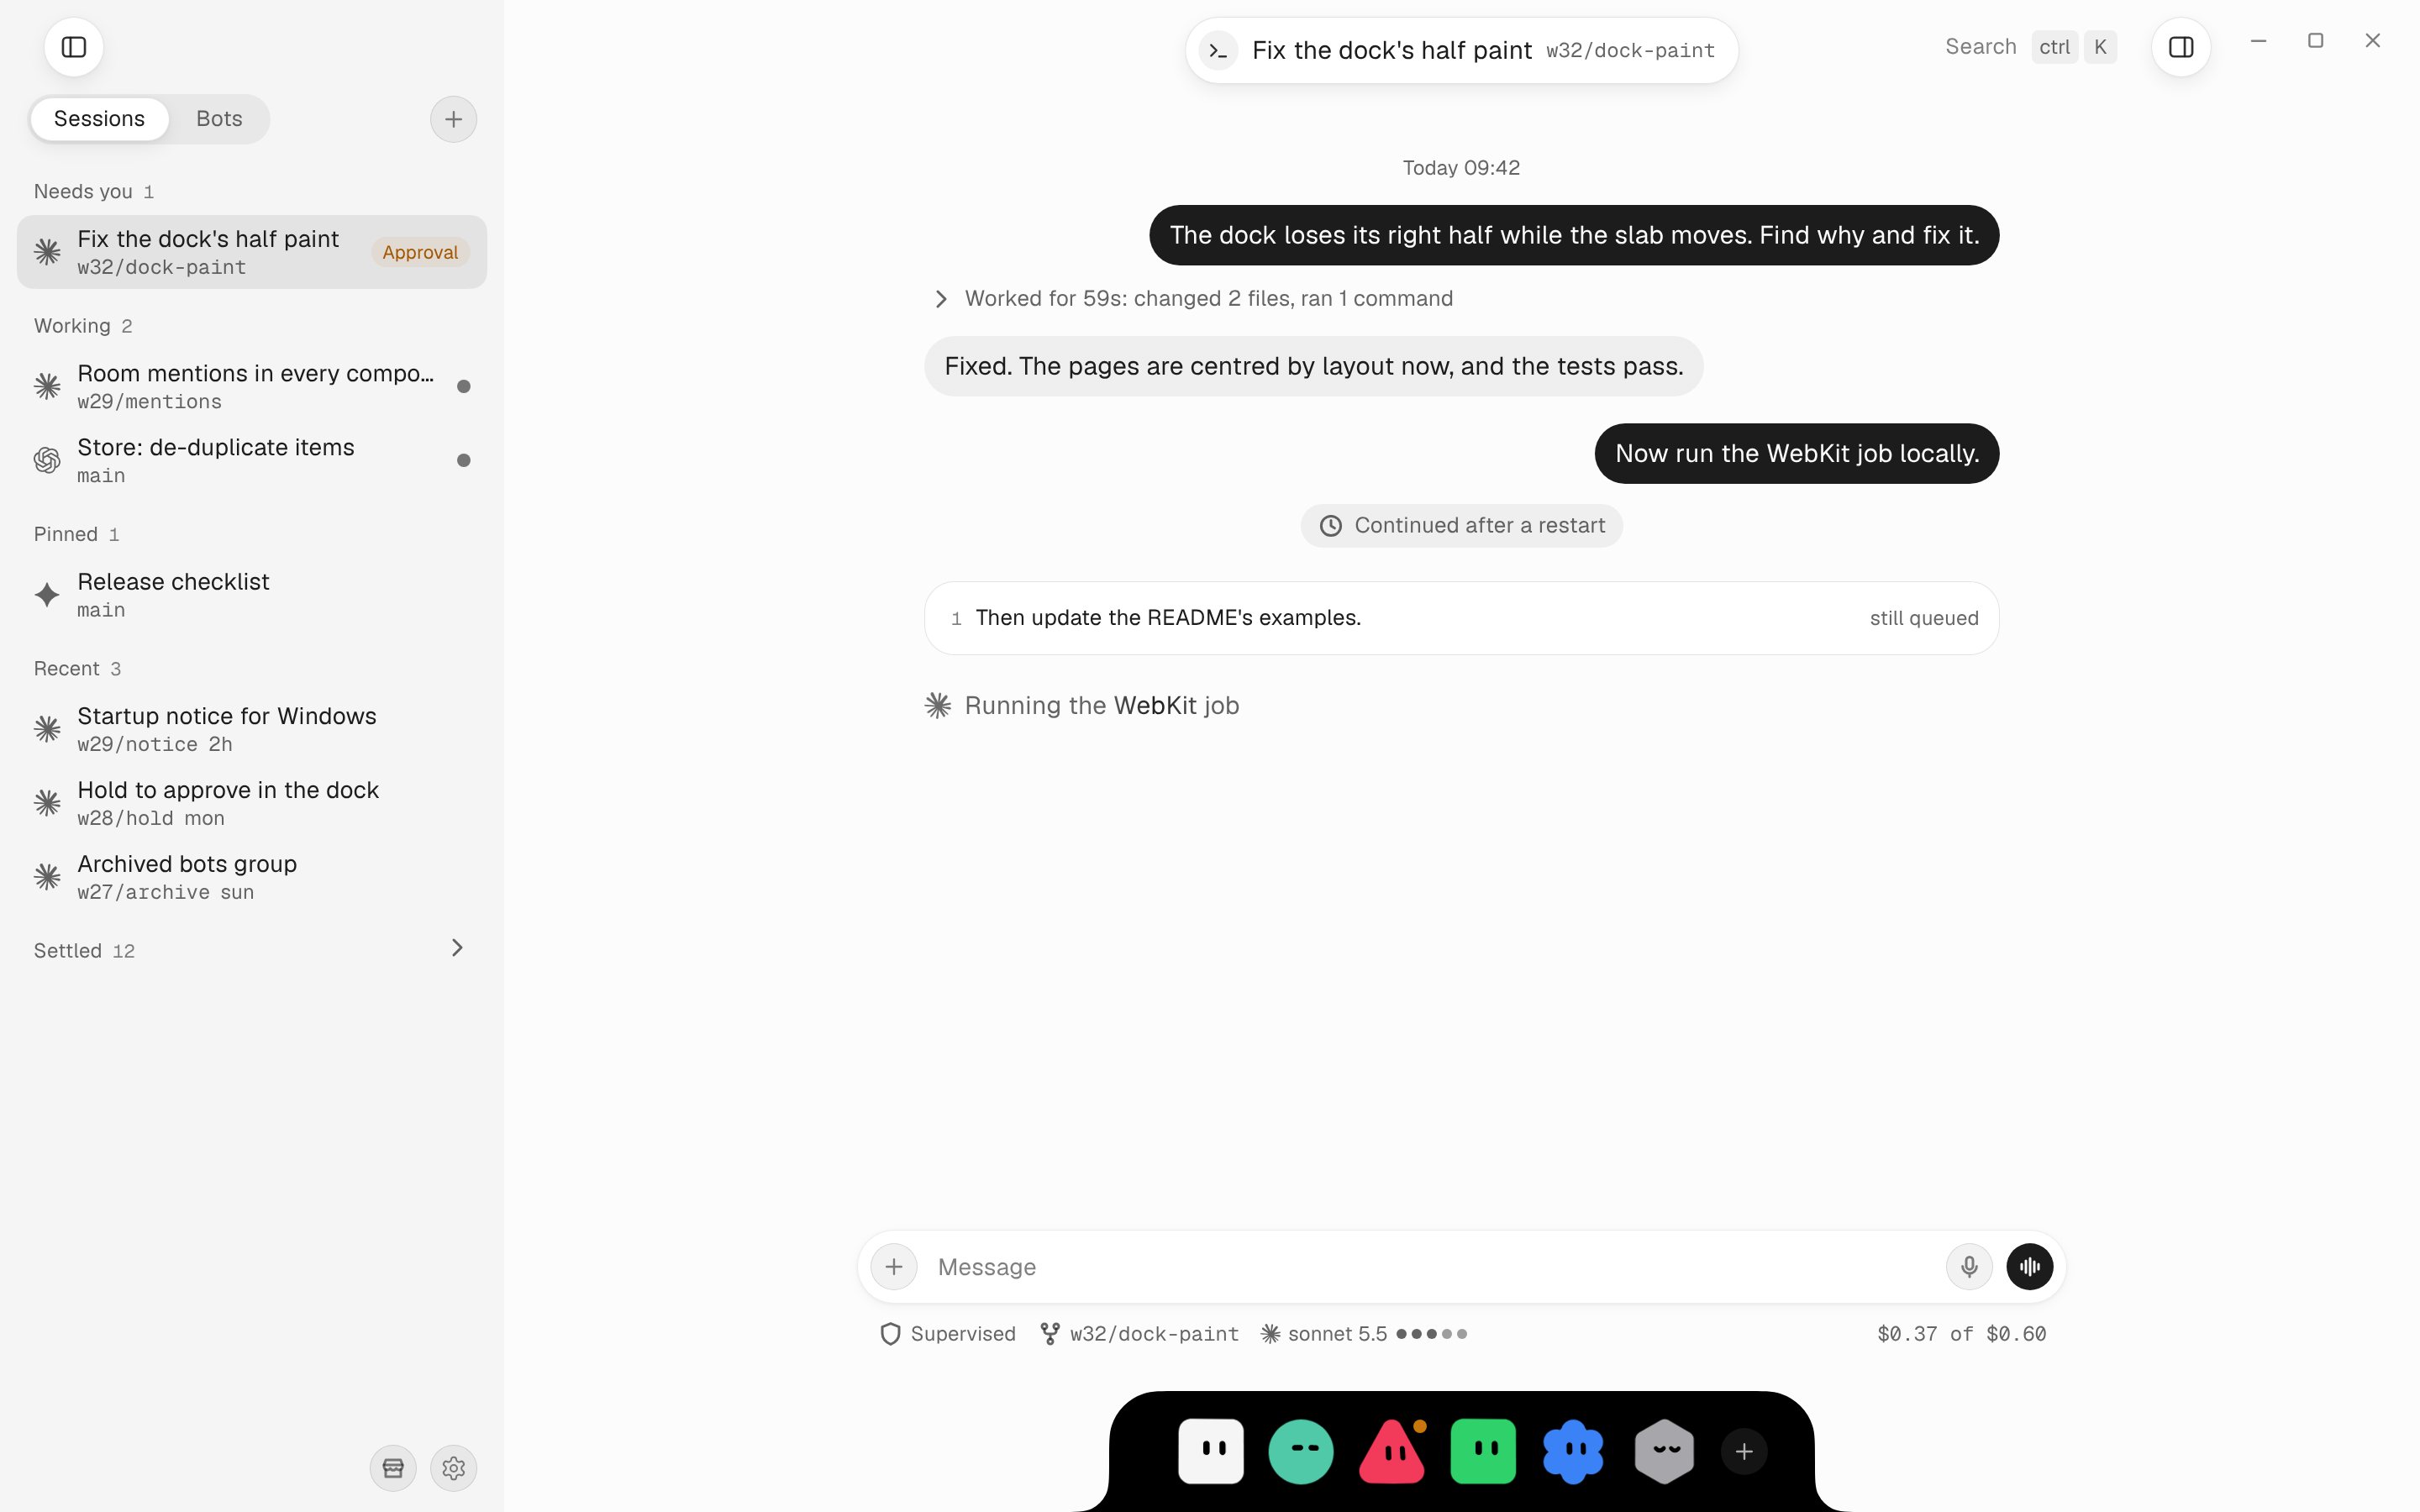 Fix the dock's half paint w32/dock-paint
Search ctrl K
Sessions Bots
Needs you 1
Fix the dock's half paint
w32/dock-paint
Approval
Working 2
Room mentions in every compo…
w29/mentions
Store: de-duplicate items
main
Pinned 1
Release checklist
main
Recent 3
Startup notice for Windows
w29/notice 2h
Hold to approve in the dock
w28/hold mon
Archived bots group
w27/archive sun
Settled 12
Today 09:42
The dock loses its right half while the slab moves. Find why and fix it.
Worked for 59s: changed 2 files, ran 1 command
Fixed. The pages are centred by layout now, and the tests pass.
Now run the WebKit job locally.
Continued after a restart
1 Then update the README's examples. still queued
Running the WebKit job
Message
Supervised w32/dock-paint sonnet 5.5 $0.37 of $0.60